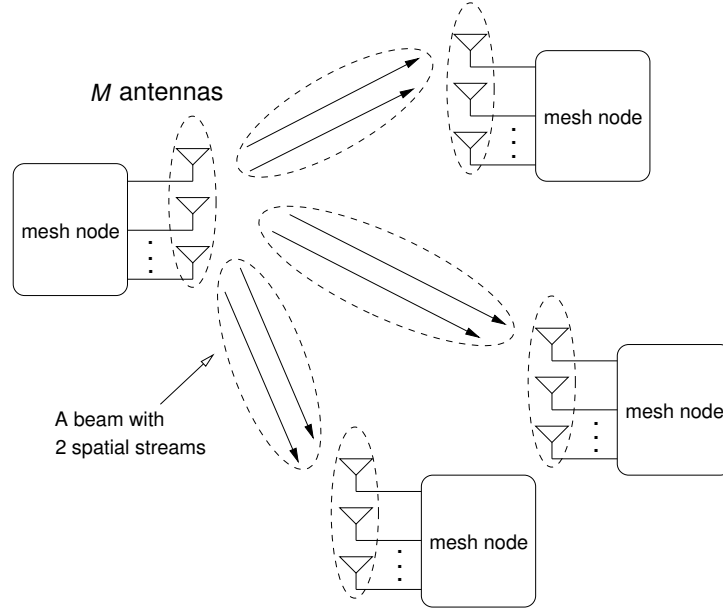 M antennas
mesh node
mesh node
mesh node
A beam with
2 spatial streams
mesh node